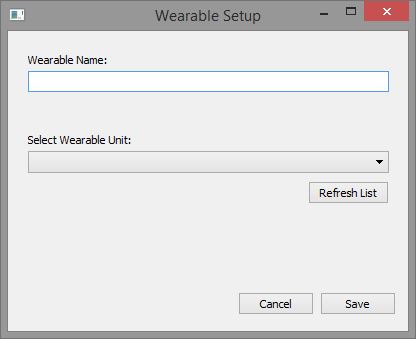 Wearable Setup
Wearable Name:
Select Wearable Unit:
Refresh List
Cancel
Save